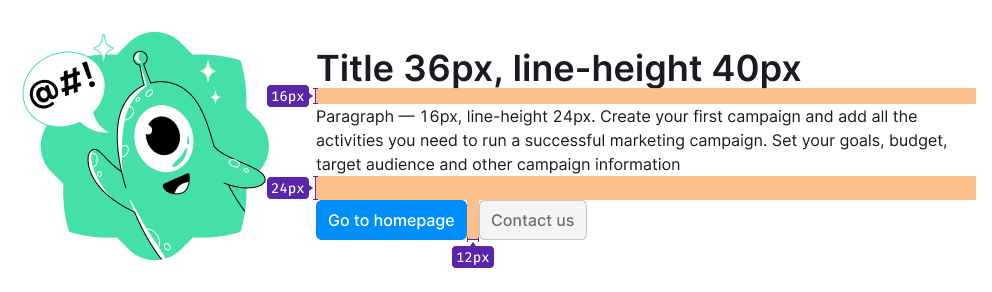 @#!
Title 36px, line-height 40px
16px
Paragraph — 16px, line-height 24px. Create your first campaign and add all the
activities you need to run a successful marketing campaign. Set your goals, budget,
target audience and other campaign information
24px
Go to homepage
Contact us
12px